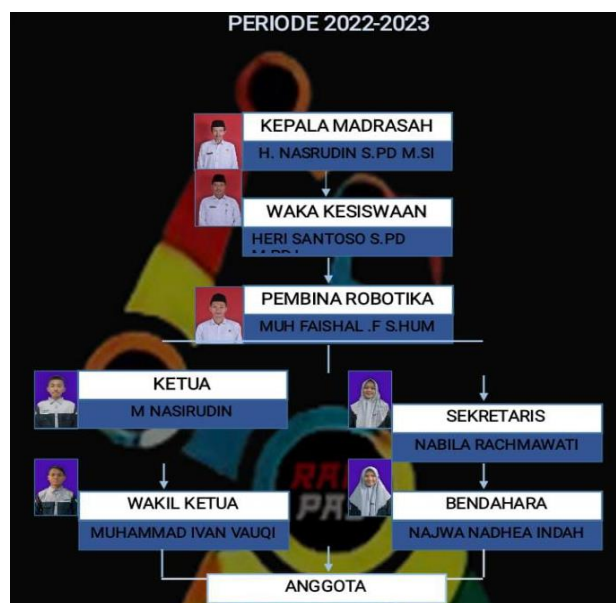 PERIODE 2022-2023
KEPALA MADRASAH
H. NASRUDIN S.PD M.SI
WAKA KESISWAAN
HERI SANTOSO S.PD
PEMBINA ROBOTIKA
MUH FAISHAL .F S.HUM
KETUA
M NASIRUDIN
SEKRETARIS
NABILA RACHMAWATI
WAKIL KETUA
MUHAMMAD IVAN VAUQI
BENDAHARA
NAJWA NADHEA INDAH
ANGGOTA